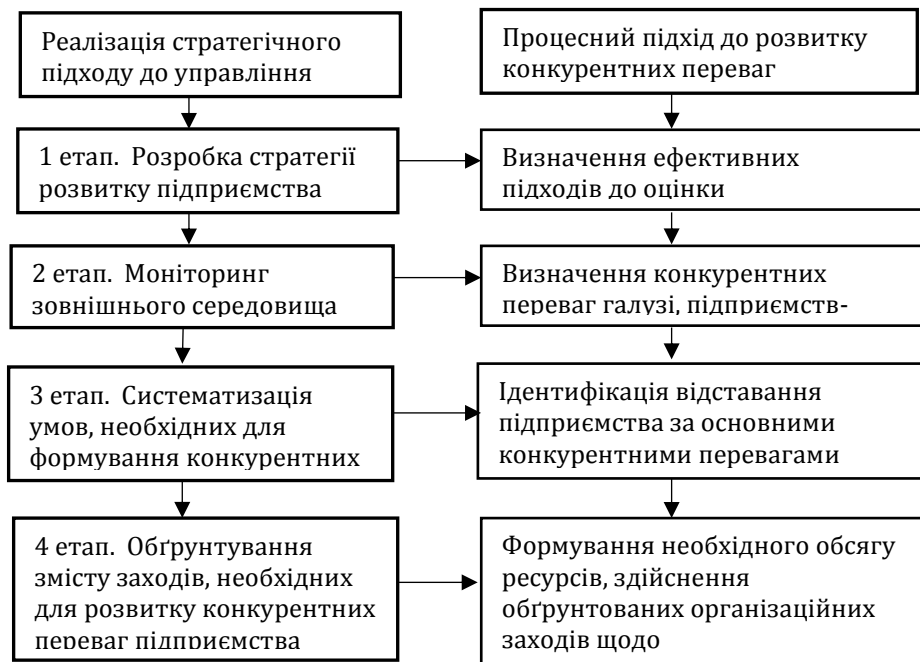 Реалізація стратегічного
підходу до управління
Процесний підхід до розвитку
конкурентних переваг
1 етап. Розробка стратегії
розвитку підприємства
Визначення ефективних
підходів до оцінки
2 етап. Моніторинг
зовнішнього середовища
Визначення конкурентних
переваг галузі, підприємств-
3 етап. Систематизація
умов, необхідних для
формування конкурентних
Ідентифікація відставання
підприємства за основними
конкурентними перевагами
4 етап. Обґрунтування
змісту заходів, необхідних
для розвитку конкурентних
переваг підприємства
Формування необхідного обсягу
ресурсів, здійснення
обґрунтованих організаційних
заходів щодо